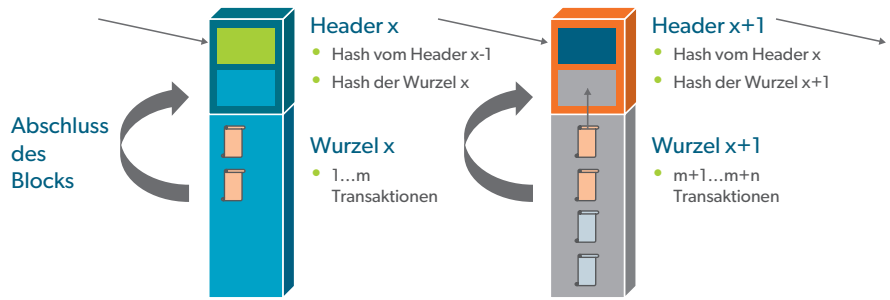 Abschluss
des
Blocks
Header x
• Hash vom Header x-1
• Hash der Wurzel x
Wurzel x
• 1…m
Transaktionen
Header x+1
• Hash vom Header x
• Hash der Wurzel x+1
Wurzel x+1
• m+1…m+n
Transaktionen